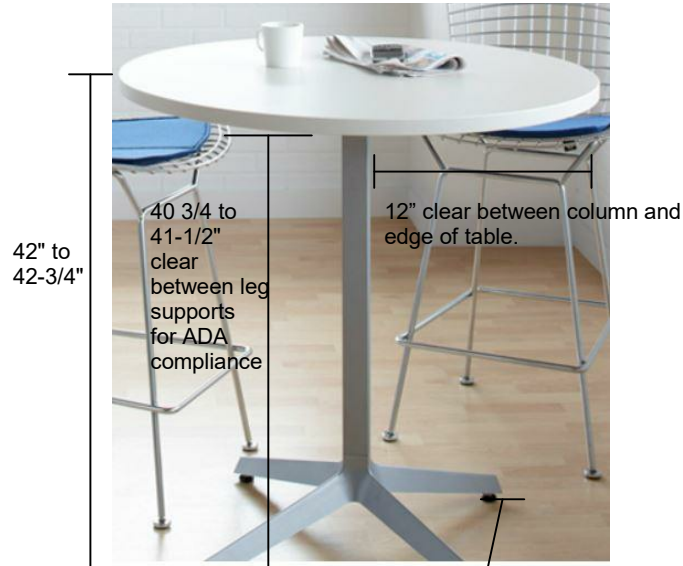 42" to
42-3/4"
40 3/4 to
41-1/2"
clear
between leg
supports
for ADA
compliance
12” clear between column and
edge of table.